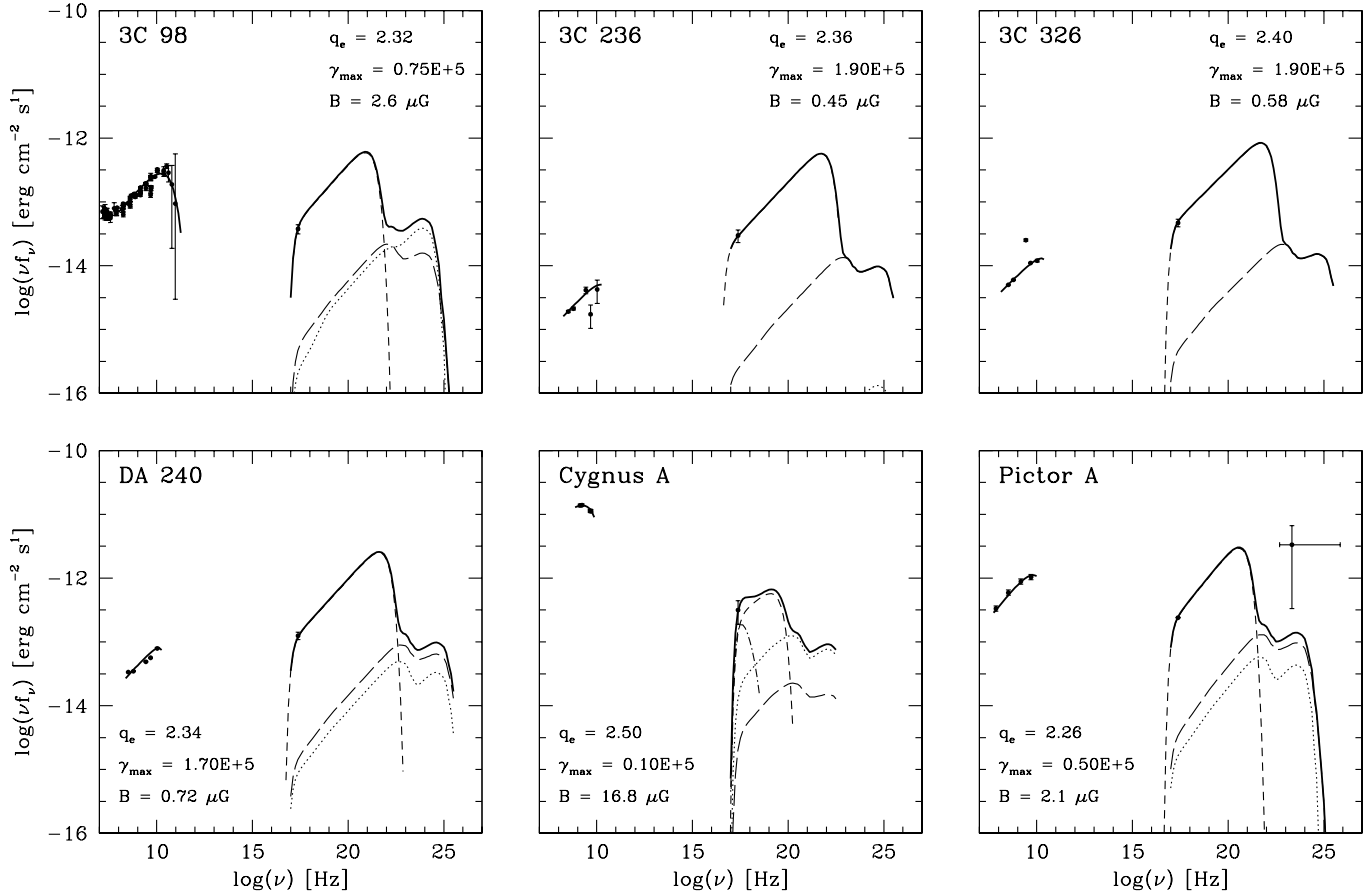 3C 98
q_e = 2.32
γ_max = 0.75E+5
B = 2.6 μG
3C 236
q_e = 2.36
γ_max = 1.90E+5
B = 0.45 μG
3C 326
q_e = 2.40
γ_max = 1.90E+5
B = 0.58 μG
log(νf_ν) [erg cm⁻² s¹]
−10
−12
−14
−16
DA 240
q_e = 2.34
γ_max = 1.70E+5
B = 0.72 μG
Cygnus A
q_e = 2.50
γ_max = 0.10E+5
B = 16.8 μG
Pictor A
q_e = 2.26
γ_max = 0.50E+5
B = 2.1 μG
log(νf_ν) [erg cm⁻² s¹]
−10
−12
−14
−16
10 15 20 25
10 15 20 25
10 15 20 25
log(ν) [Hz]
log(ν) [Hz]
log(ν) [Hz]